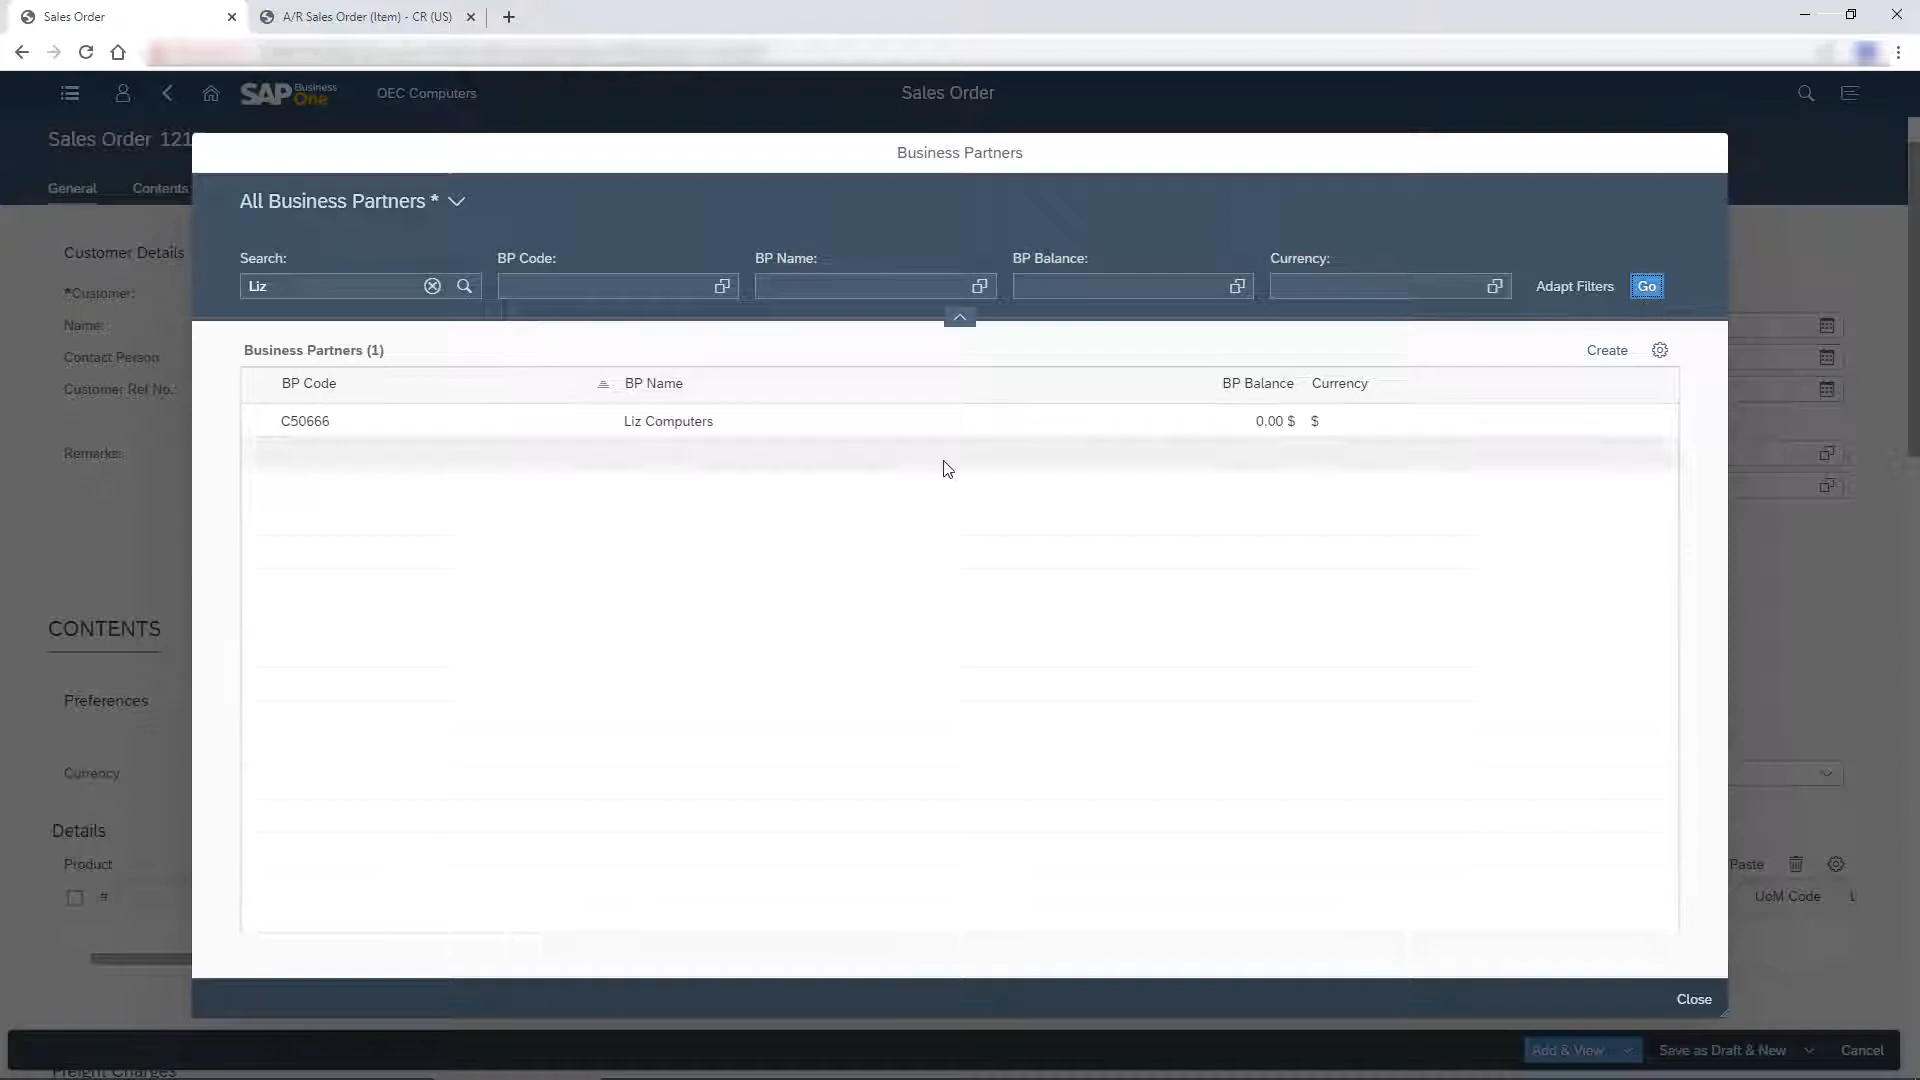 Sales Order
A/R Sales Order (Item) - CR (US)
SAP Business One
OEC Computers
Sales Order
Sales Order 121
General Contents
Business Partners
All Business Partners *
Search: BP Code: BP Name: BP Balance: Currency:
Liz
Adapt Filters Go
Customer Details
*Customer:
Name:
Contact Person
Customer Ref No.:
Remarks:
Business Partners (1)
Create
BP Code BP Name BP Balance Currency
C50666 Liz Computers 0.00 $ $
CONTENTS
Preferences
Currency
Details
Product
Paste
#
UoM Code
Close
Add & View Save as Draft & New Cancel
Freight Charges